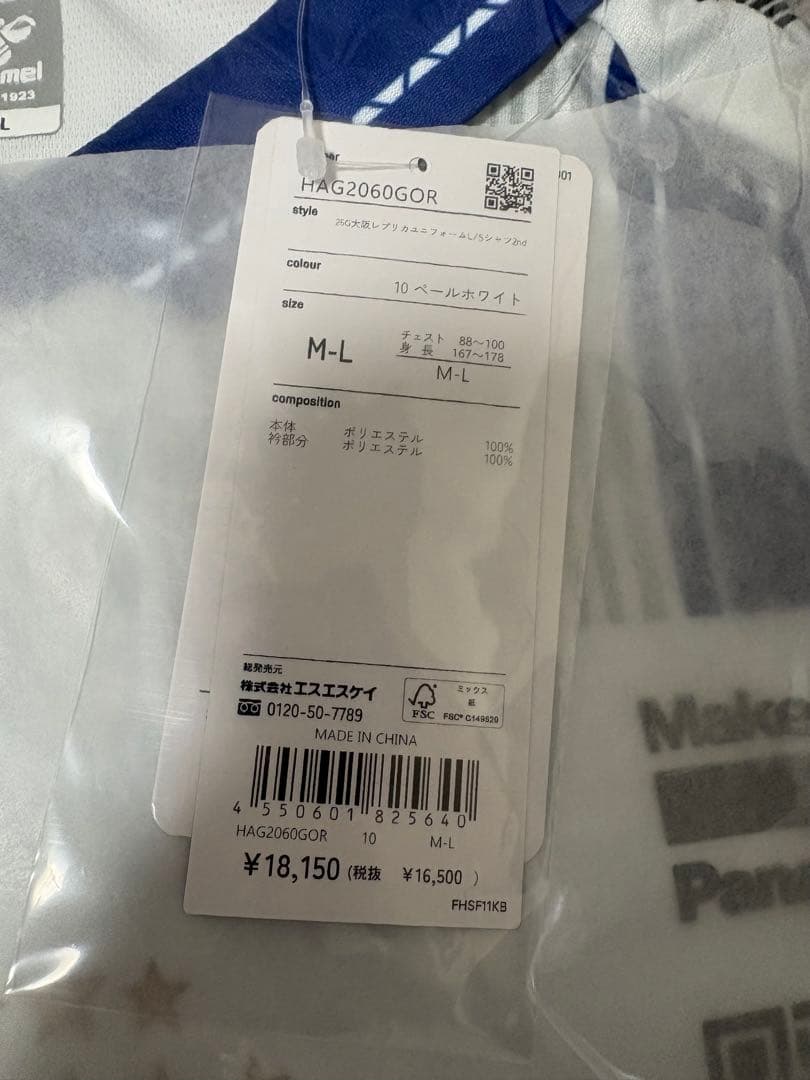 mel
1923
L
HAG2060GOR
001
style
26G大阪レプリカユニフォームL/Sシャツ2nd
colour
10 ペールホワイト
size
M-L
チェスト 88～100
身 長 167～178
M-L
composition
本体 ポリエステル 100%
衿部分 ポリエステル 100%
総発売元
株式会社エスエスケイ
0120-50-7789
FSC
ミックス
紙
FSC® C149529
MADE IN CHINA
4 550601 825640
HAG2060GOR 10 M-L
¥18,150 (税抜 ¥16,500 )
FHSF11KB
Make
Pana